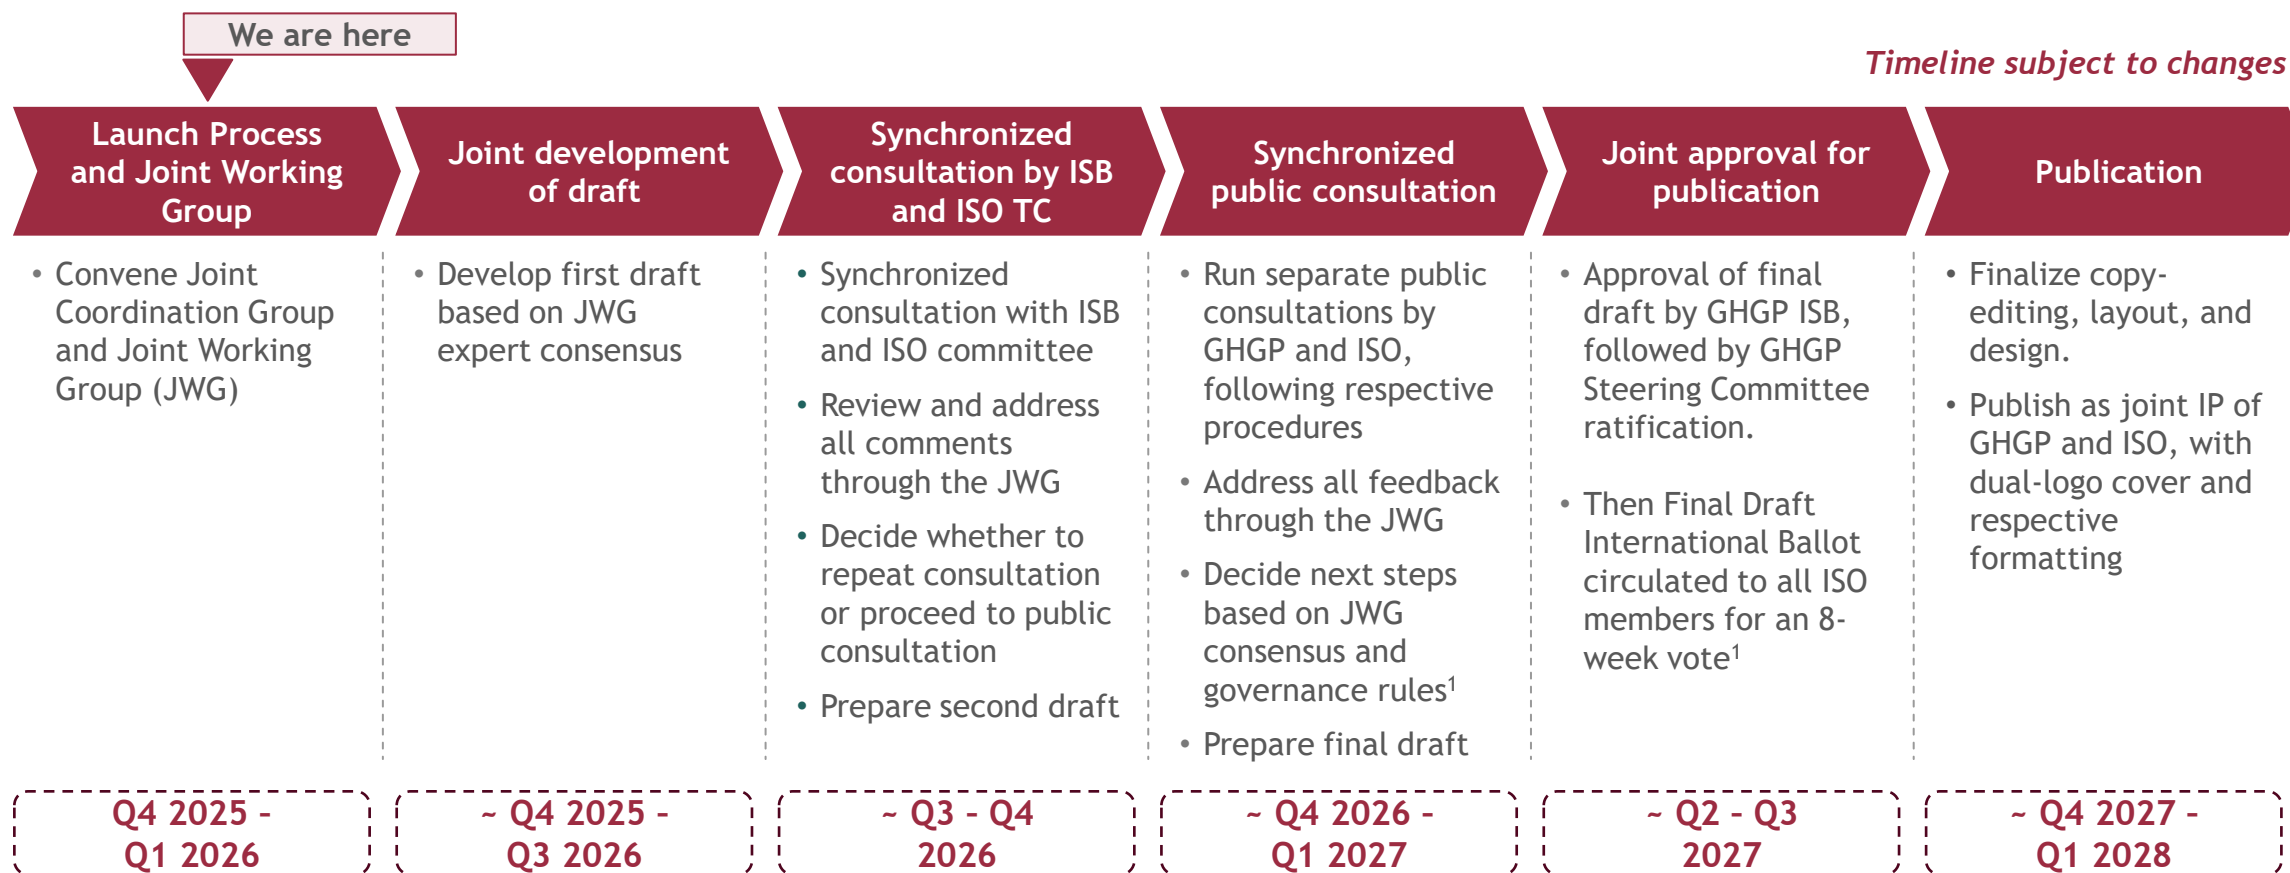 We are here
Timeline subject to changes
Launch Process
and Joint Working
Group
Joint development
of draft
Synchronized
consultation by ISB
and ISO TC
Synchronized
public consultation
Joint approval for
publication
Publication
• Convene Joint
Coordination Group
and Joint Working
Group (JWG)
• Develop first draft
based on JWG
expert consensus
• Synchronized
consultation with ISB
and ISO committee
• Review and address
all comments
through the JWG
• Decide whether to
repeat consultation
or proceed to public
consultation
• Prepare second draft
• Run separate public
consultations by
GHGP and ISO,
following respective
procedures
• Address all feedback
through the JWG
• Decide next steps
based on JWG
consensus and
governance rules¹
• Prepare final draft
• Approval of final
draft by GHGP ISB,
followed by GHGP
Steering Committee
ratification.
• Then Final Draft
International Ballot
circulated to all ISO
members for an 8-
week vote¹
• Finalize copy-
editing, layout, and
design.
• Publish as joint IP of
GHGP and ISO, with
dual-logo cover and
respective
formatting
Q4 2025 –
Q1 2026
~ Q4 2025 –
Q3 2026
~ Q3 – Q4
2026
~ Q4 2026 –
Q1 2027
~ Q2 – Q3
2027
~ Q4 2027 –
Q1 2028